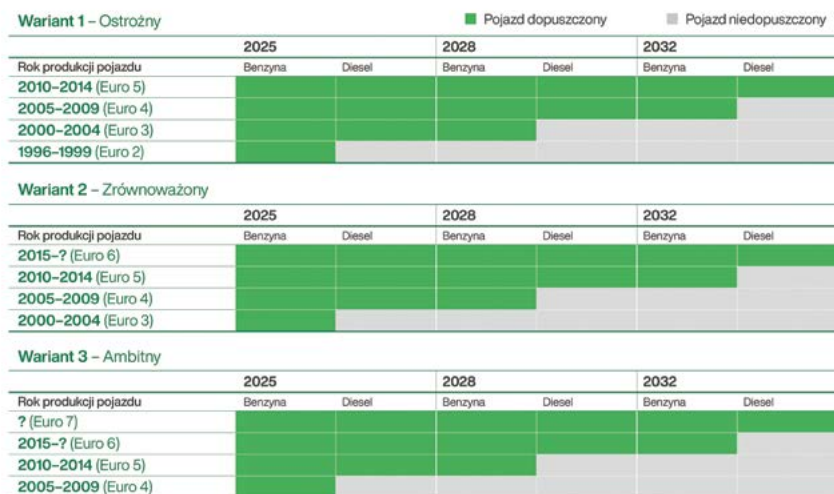 Wariant 1 – Ostrożny
Pojazd dopuszczony Pojazd niedopuszczony
2025 2028 2032
Rok produkcji pojazdu Benzyna Diesel Benzyna Diesel Benzyna Diesel
2010–2014 (Euro 5)
2005–2009 (Euro 4)
2000–2004 (Euro 3)
1996–1999 (Euro 2)
Wariant 2 – Zrównoważony
2025 2028 2032
Rok produkcji pojazdu Benzyna Diesel Benzyna Diesel Benzyna Diesel
2015–? (Euro 6)
2010–2014 (Euro 5)
2005–2009 (Euro 4)
2000–2004 (Euro 3)
Wariant 3 – Ambitny
2025 2028 2032
Rok produkcji pojazdu Benzyna Diesel Benzyna Diesel Benzyna Diesel
? (Euro 7)
2015–? (Euro 6)
2010–2014 (Euro 5)
2005–2009 (Euro 4)